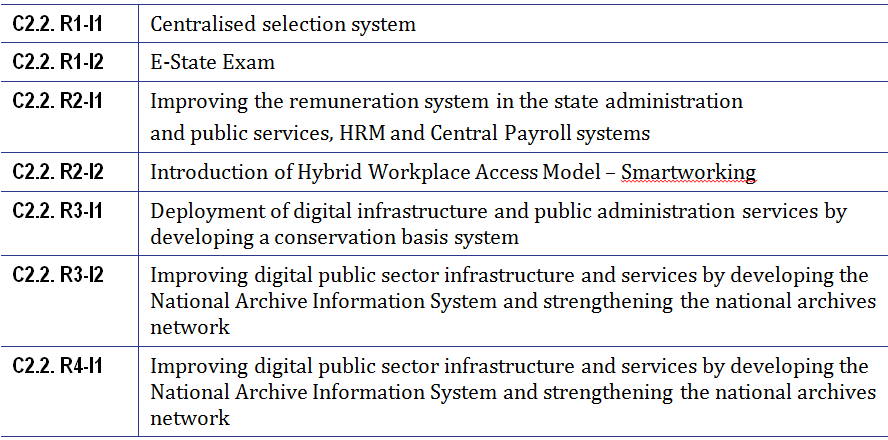 C2.2. R1-I1 Centralised selection system
C2.2. R1-I2 E-State Exam
C2.2. R2-I1 Improving the remuneration system in the state administration
and public services, HRM and Central Payroll systems
C2.2. R2-I2 Introduction of Hybrid Workplace Access Model – Smartworking
C2.2. R3-I1 Deployment of digital infrastructure and public administration services by
developing a conservation basis system
C2.2. R3-I2 Improving digital public sector infrastructure and services by developing the
National Archive Information System and strengthening the national archives
network
C2.2. R4-I1 Improving digital public sector infrastructure and services by developing the
National Archive Information System and strengthening the national archives
network